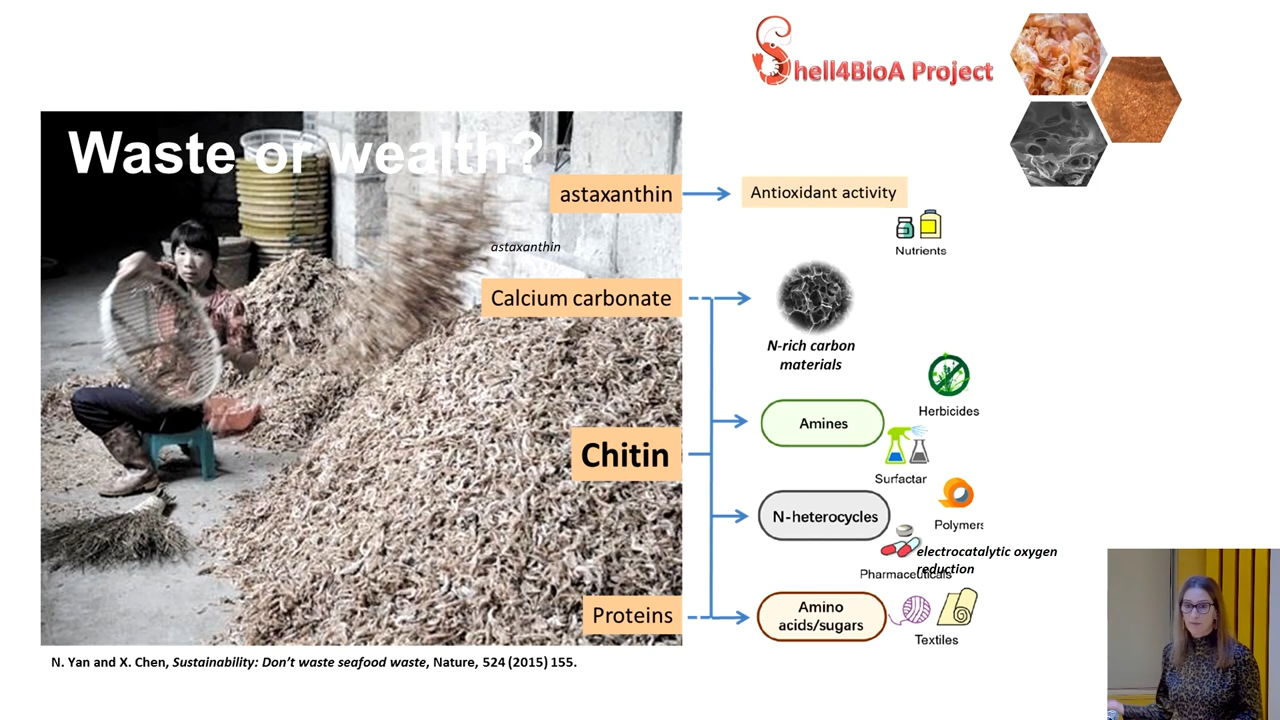 Shell4BioA Project
Waste or wealth?
astaxanthin
Antioxidant activity
astaxanthin
Nutrients
Calcium carbonate
N-rich carbon
materials
Herbicides
Amines
Chitin
Surfactar
N-heterocycles
Polymers
electrocatalytic oxygen
reduction
Pharmaceuticals
Proteins
Amino
acids/sugars
Textiles
N. Yan and X. Chen, Sustainability: Don't waste seafood waste, Nature, 524 (2015) 155.